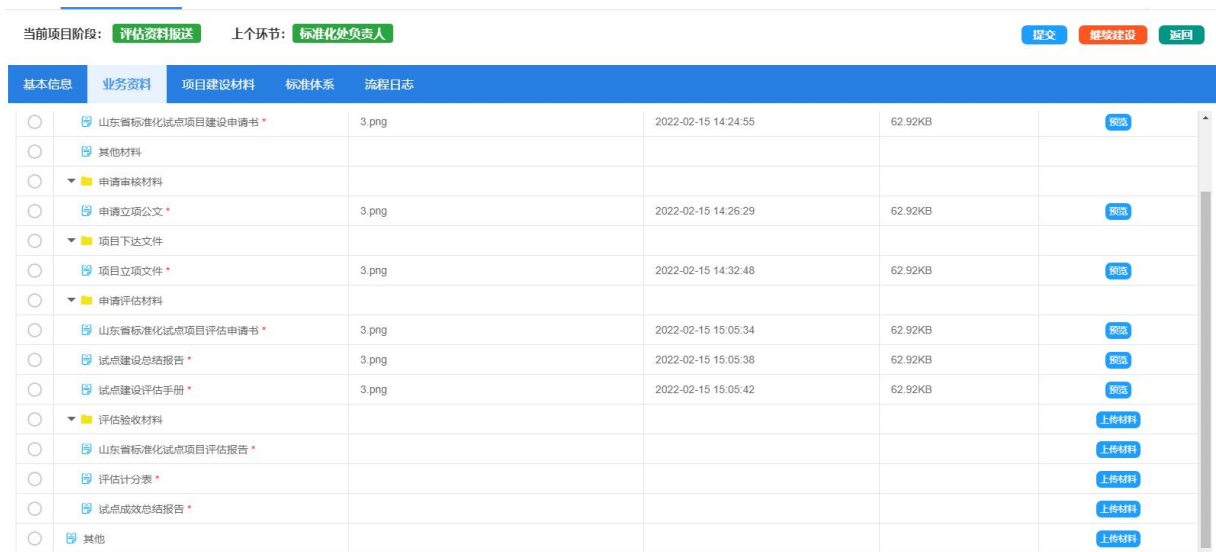 当前项目阶段： 评估资料报送 上个环节： 标准化处负责人 提交 继续建设 返回
基本信息 业务资料 项目建设材料 标准体系 流程日志
山东省标准化试点项目建设申请书 * 3.png 2022-02-15 14:24:55 62.92KB 预览
其他材料
申请审核材料
申请立项公文 * 3.png 2022-02-15 14:26:29 62.92KB 预览
项目下达文件
项目立项文件 * 3.png 2022-02-15 14:32:48 62.92KB 预览
申请评估材料
山东省标准化试点项目评估申请书 * 3.png 2022-02-15 15:05:34 62.92KB 预览
试点建设总结报告 * 3.png 2022-02-15 15:05:38 62.92KB 预览
试点建设评估手册 * 3.png 2022-02-15 15:05:42 62.92KB 预览
评估验收材料 上传材料
山东省标准化试点项目评估报告 * 上传材料
评估计分表 * 上传材料
试点成效总结报告 * 上传材料
其他 上传材料